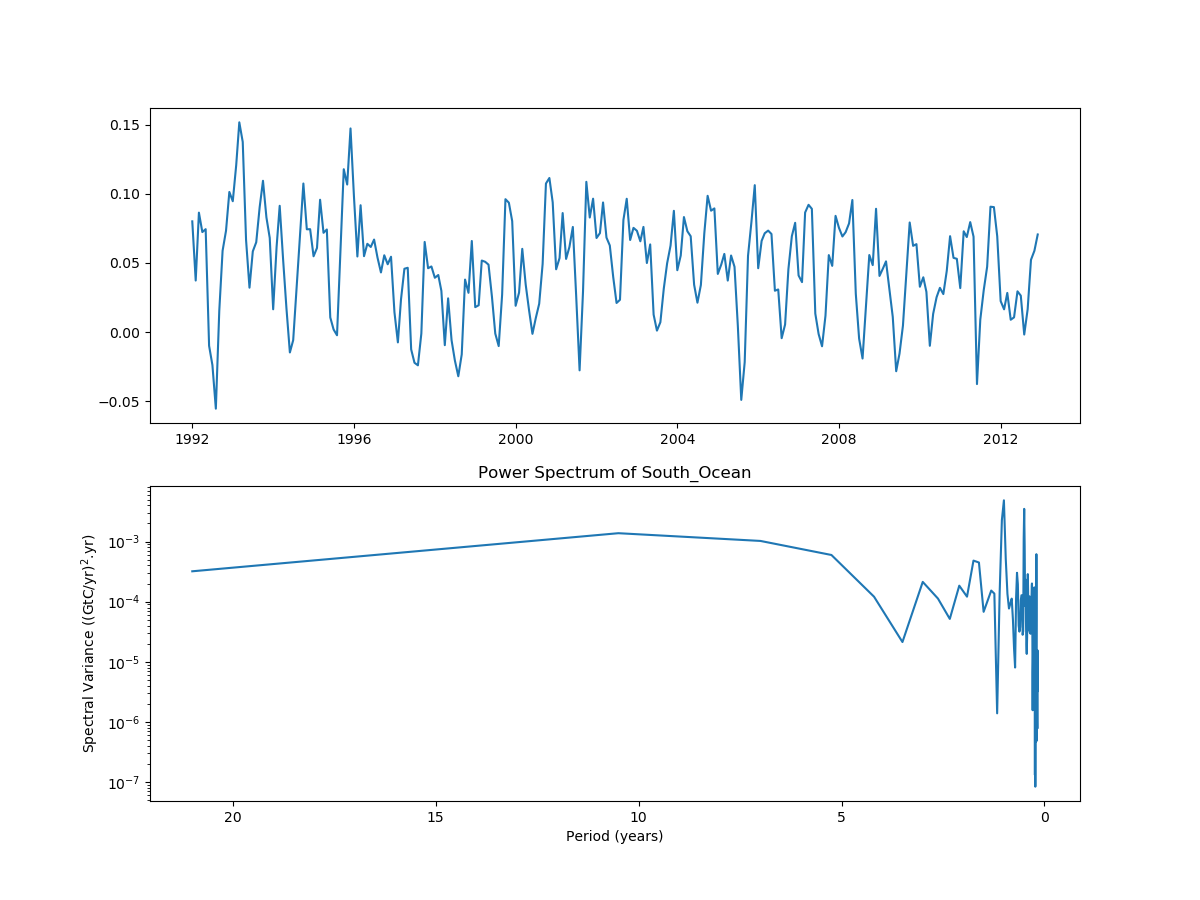 0.15
0.10
0.05
0.00
−0.05
1992 1996 2000 2004 2008 2012
Power Spectrum of South_Ocean
Spectral Variance ((GtC/yr)².yr)
10⁻³
10⁻⁴
10⁻⁵
10⁻⁶
10⁻⁷
20 15 10 5 0
Period (years)